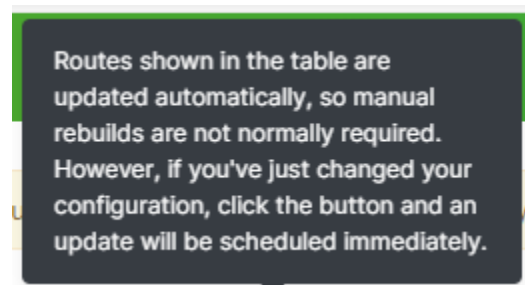 Routes shown in the table are
updated automatically, so manual
rebuilds are not normally required.
However, if you've just changed your
configuration, click the button and an
update will be scheduled immediately.